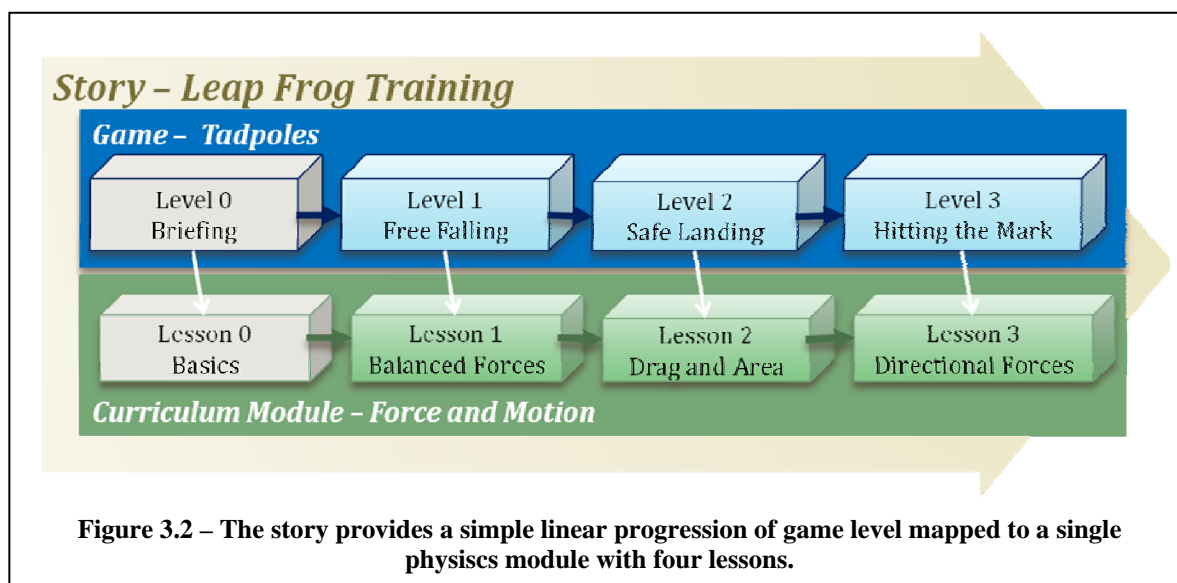 Story – Leap Frog Training
Game – Tadpoles
Level 0
Briefing
Level 1
Free Falling
Level 2
Safe Landing
Level 3
Hitting the Mark
Lesson 0
Basics
Lesson 1
Balanced Forces
Lesson 2
Drag and Area
Lesson 3
Directional Forces
Curriculum Module – Force and Motion
Figure 3.2 – The story provides a simple linear progression of game level mapped to a single
physiscs module with four lessons.